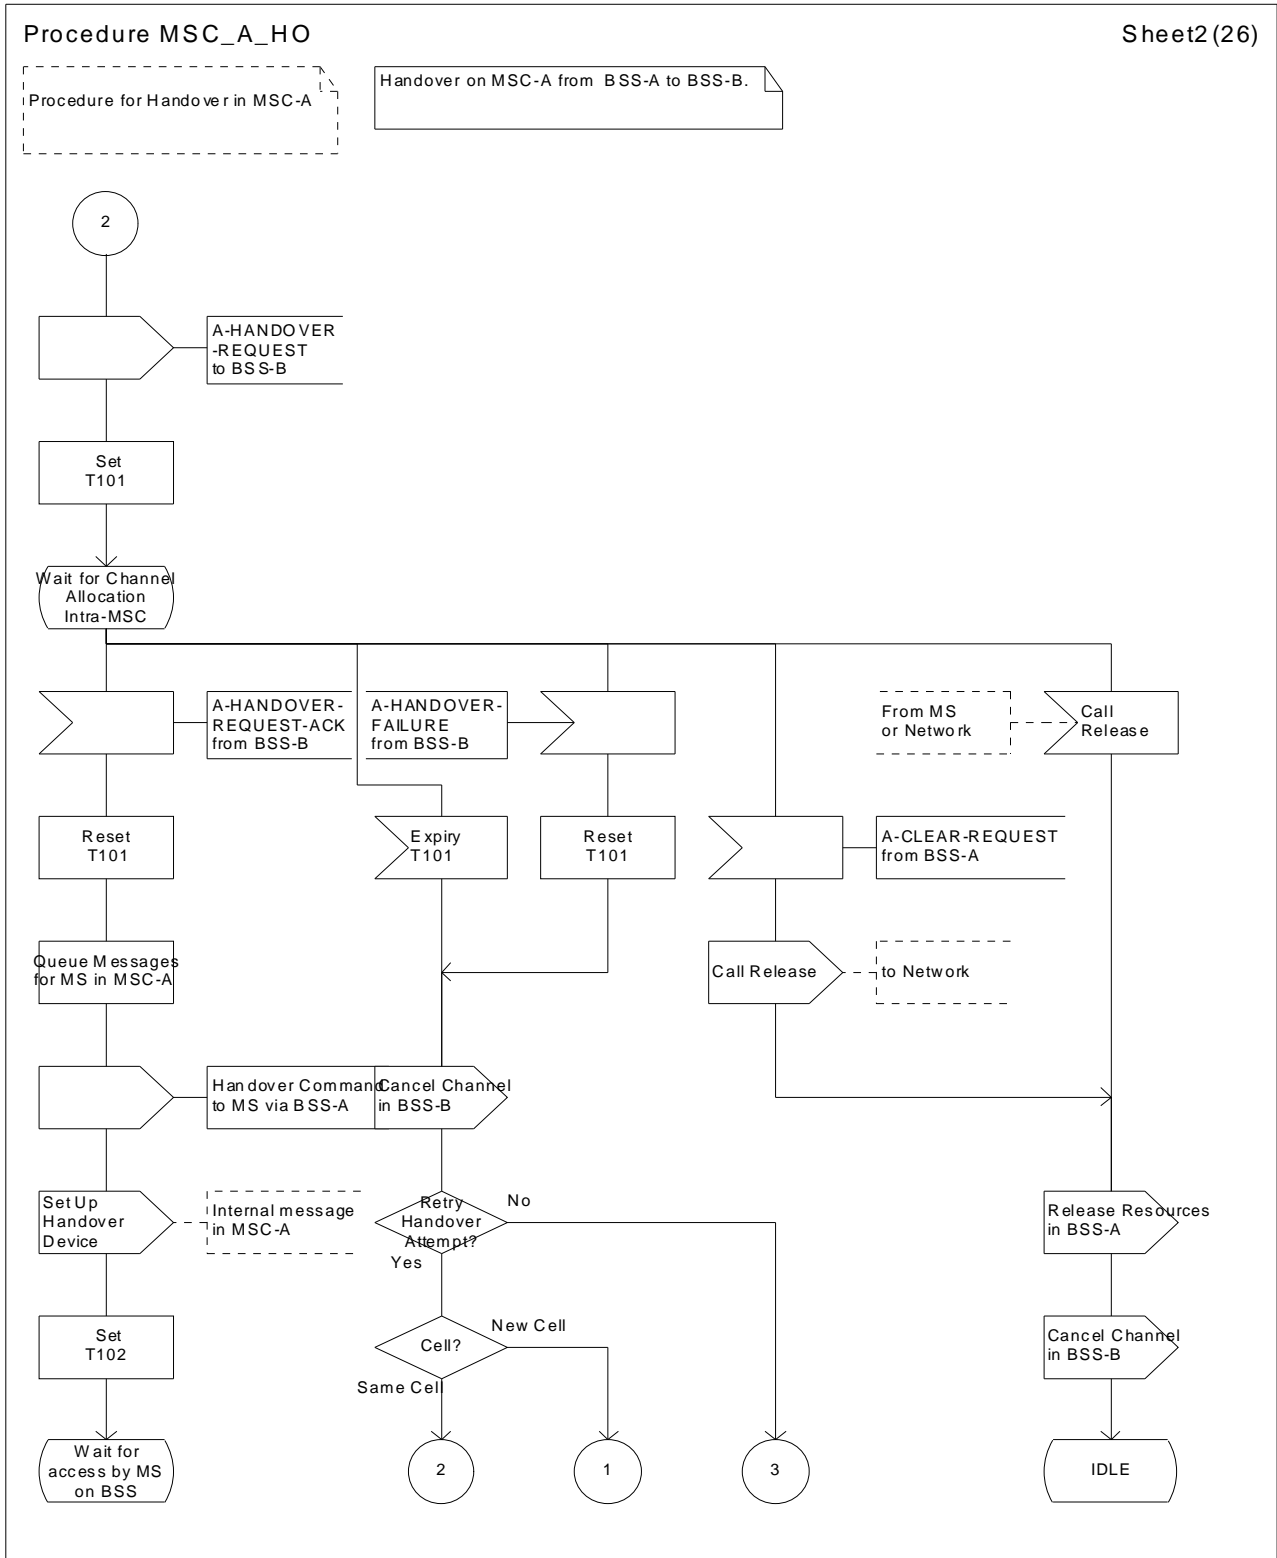 Procedure MSC_A_HO
Sheet2(26)
Procedure for Handover in MSC-A
Handover on MSC-A from BSS-A to BSS-B.
2
A-HANDOVER
-REQUEST
to BSS-B
Set
T101
Wait for Channel
Allocation
Intra-MSC
A-HANDOVER-
REQUEST-ACK
from BSS-B
A-HANDOVER-
FAILURE
from BSS-B
From MS
or Network
Call
Release
Reset
T101
Expiry
T101
Reset
T101
A-CLEAR-REQUEST
from BSS-A
Queue Messages
for MS in MSC-A
Call Release
to Network
Handover Command
to MS via BSS-A
Cancel Channel
in BSS-B
Set Up
Handover
Device
Internal message
in MSC-A
Retry
Handover
Attempt?
No
Yes
Release Resources
in BSS-A
Set
T102
Cell?
New Cell
Same Cell
Cancel Channel
in BSS-B
Wait for
access by MS
on BSS
2
1
3
IDLE